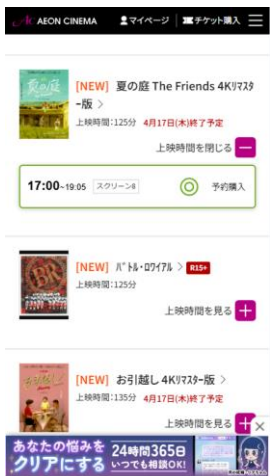 AEON CINEMA マイページ チケット購入
夏の庭
[NEW] 夏の庭 The Friends 4Kﾘﾏｽﾀ
ｰ版 >
上映時間:125分 4月17日(木)終了予定
上映時間を閉じる
17:00~19:05 スクリーン8 ◎ 予約購入
BR
[NEW] ﾊﾞﾄﾙ･ﾛﾜｲｱﾙ > R15+
上映時間:125分
上映時間を見る
お引越し
[NEW] お引越し 4Kﾘﾏｽﾀｰ版 >
上映時間:135分 4月17日(木)終了予定
上映時間を見る
あなたの悩みを
クリアにする
24時間365日
いつでも相談OK!